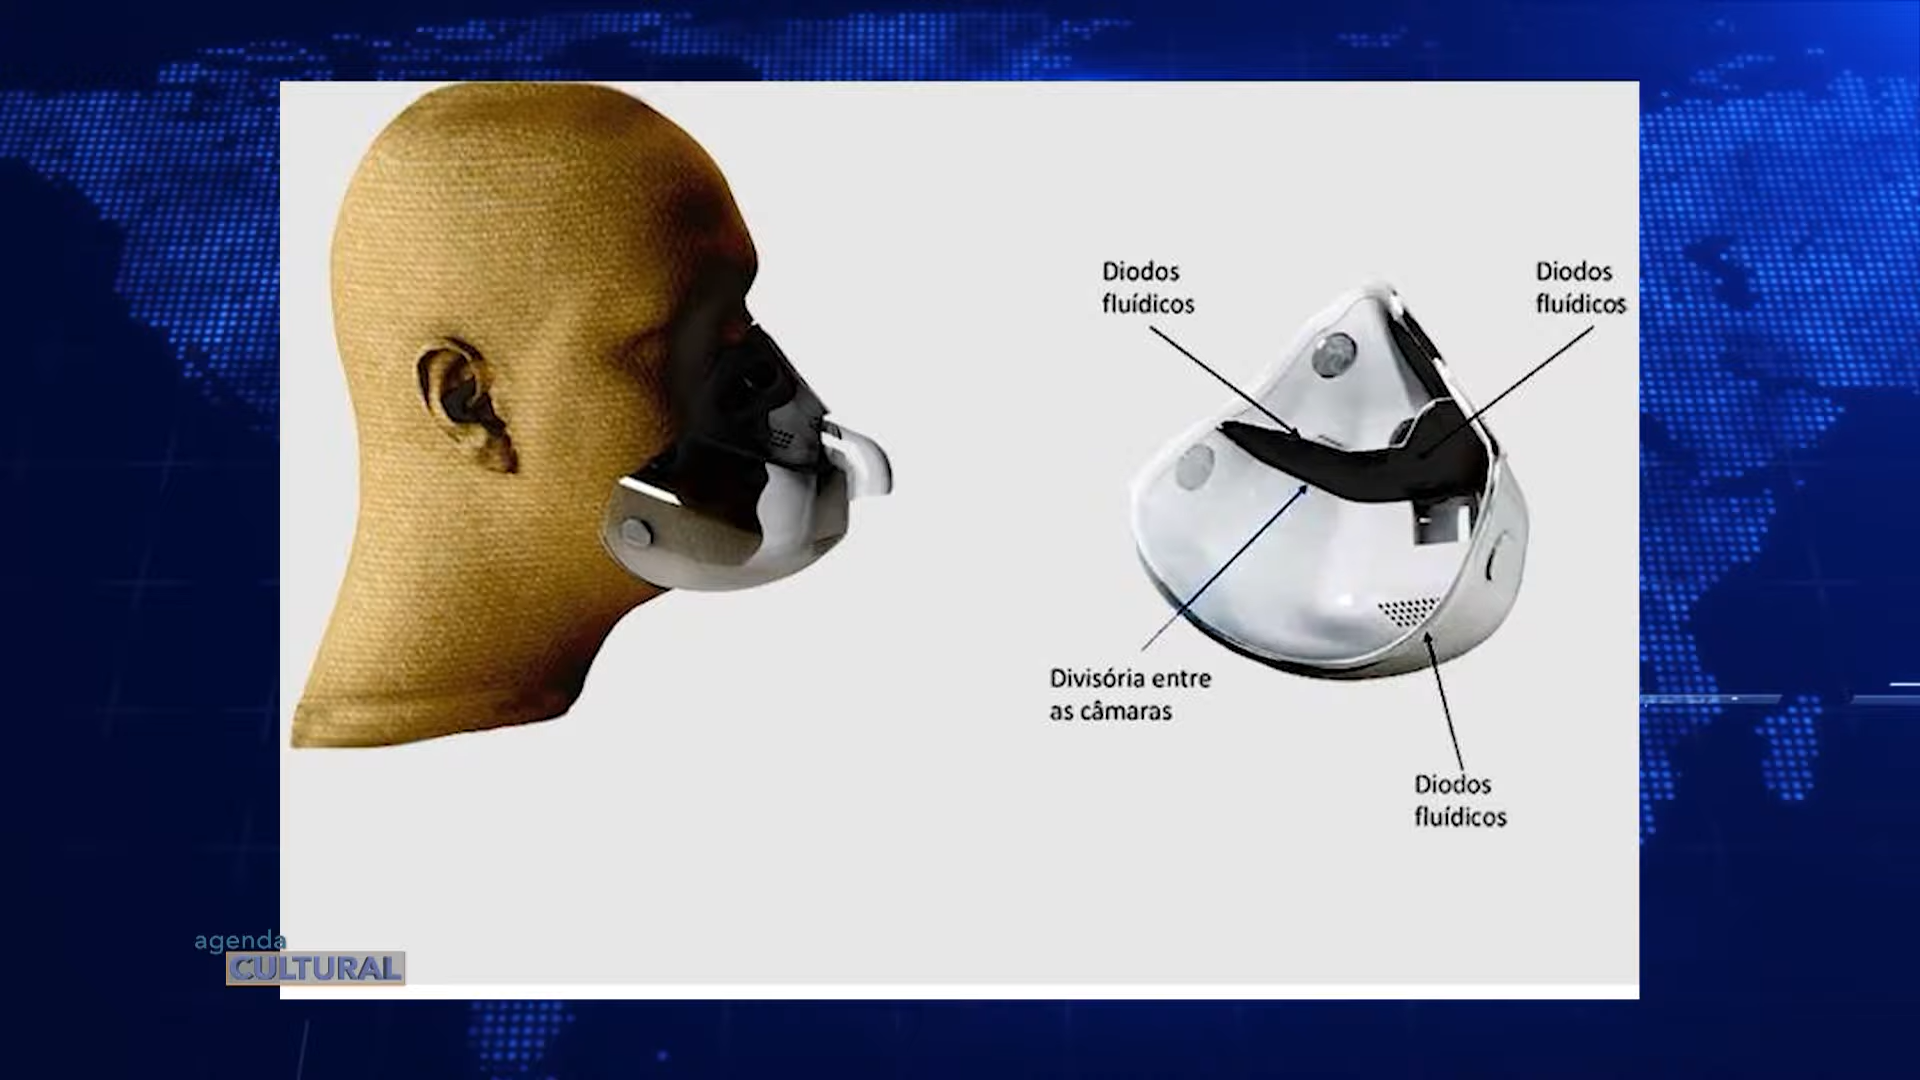 Diodos
fluídicos
Diodos
fluídicos
Divisória entre
as câmaras
Diodos
fluídicos
agenda
CULTURAL